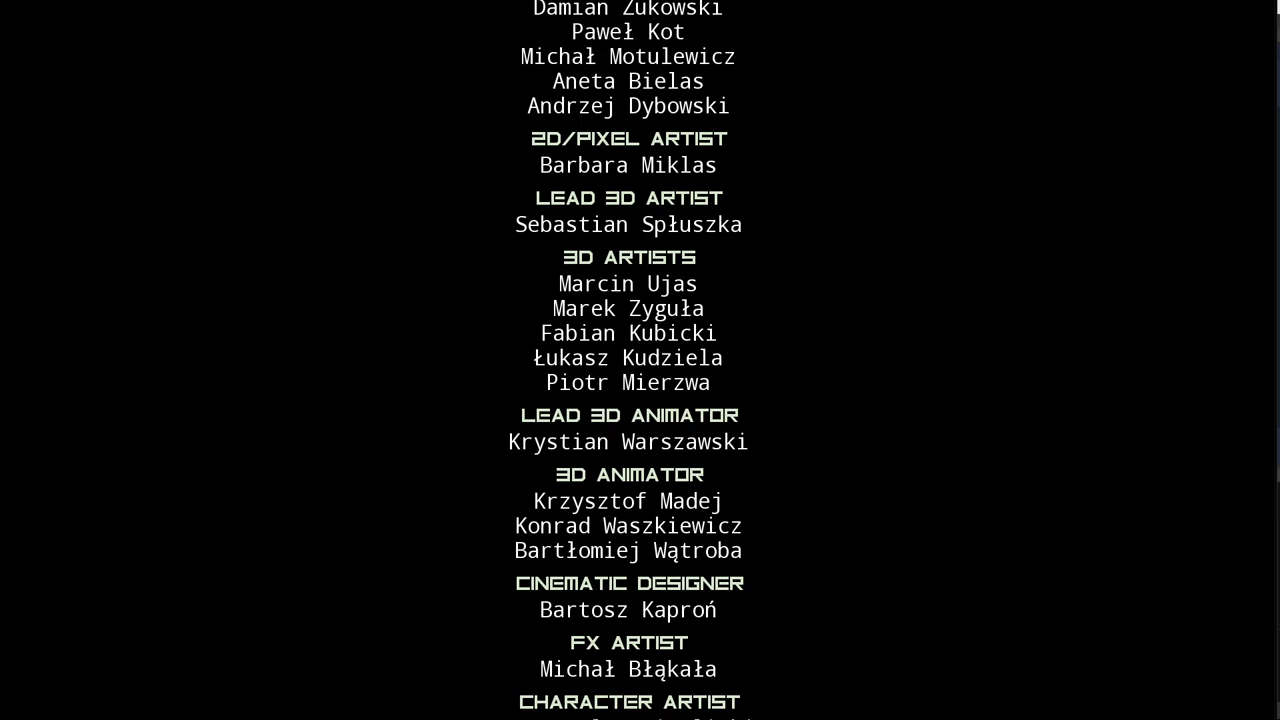 Damian Żukowski
Paweł Kot
Michał Motulewicz
Aneta Bielas
Andrzej Dybowski
2D/PIXEL ARTIST
Barbara Miklas
LEAD 3D ARTIST
Sebastian Spłuszka
3D ARTISTS
Marcin Ujas
Marek Zyguła
Fabian Kubicki
Łukasz Kudziela
Piotr Mierzwa
LEAD 3D ANIMATOR
Krystian Warszawski
3D ANIMATOR
Krzysztof Madej
Konrad Waszkiewicz
Bartłomiej Wątroba
CINEMATIC DESIGNER
Bartosz Kaproń
FX ARTIST
Michał Błąkała
CHARACTER ARTIST